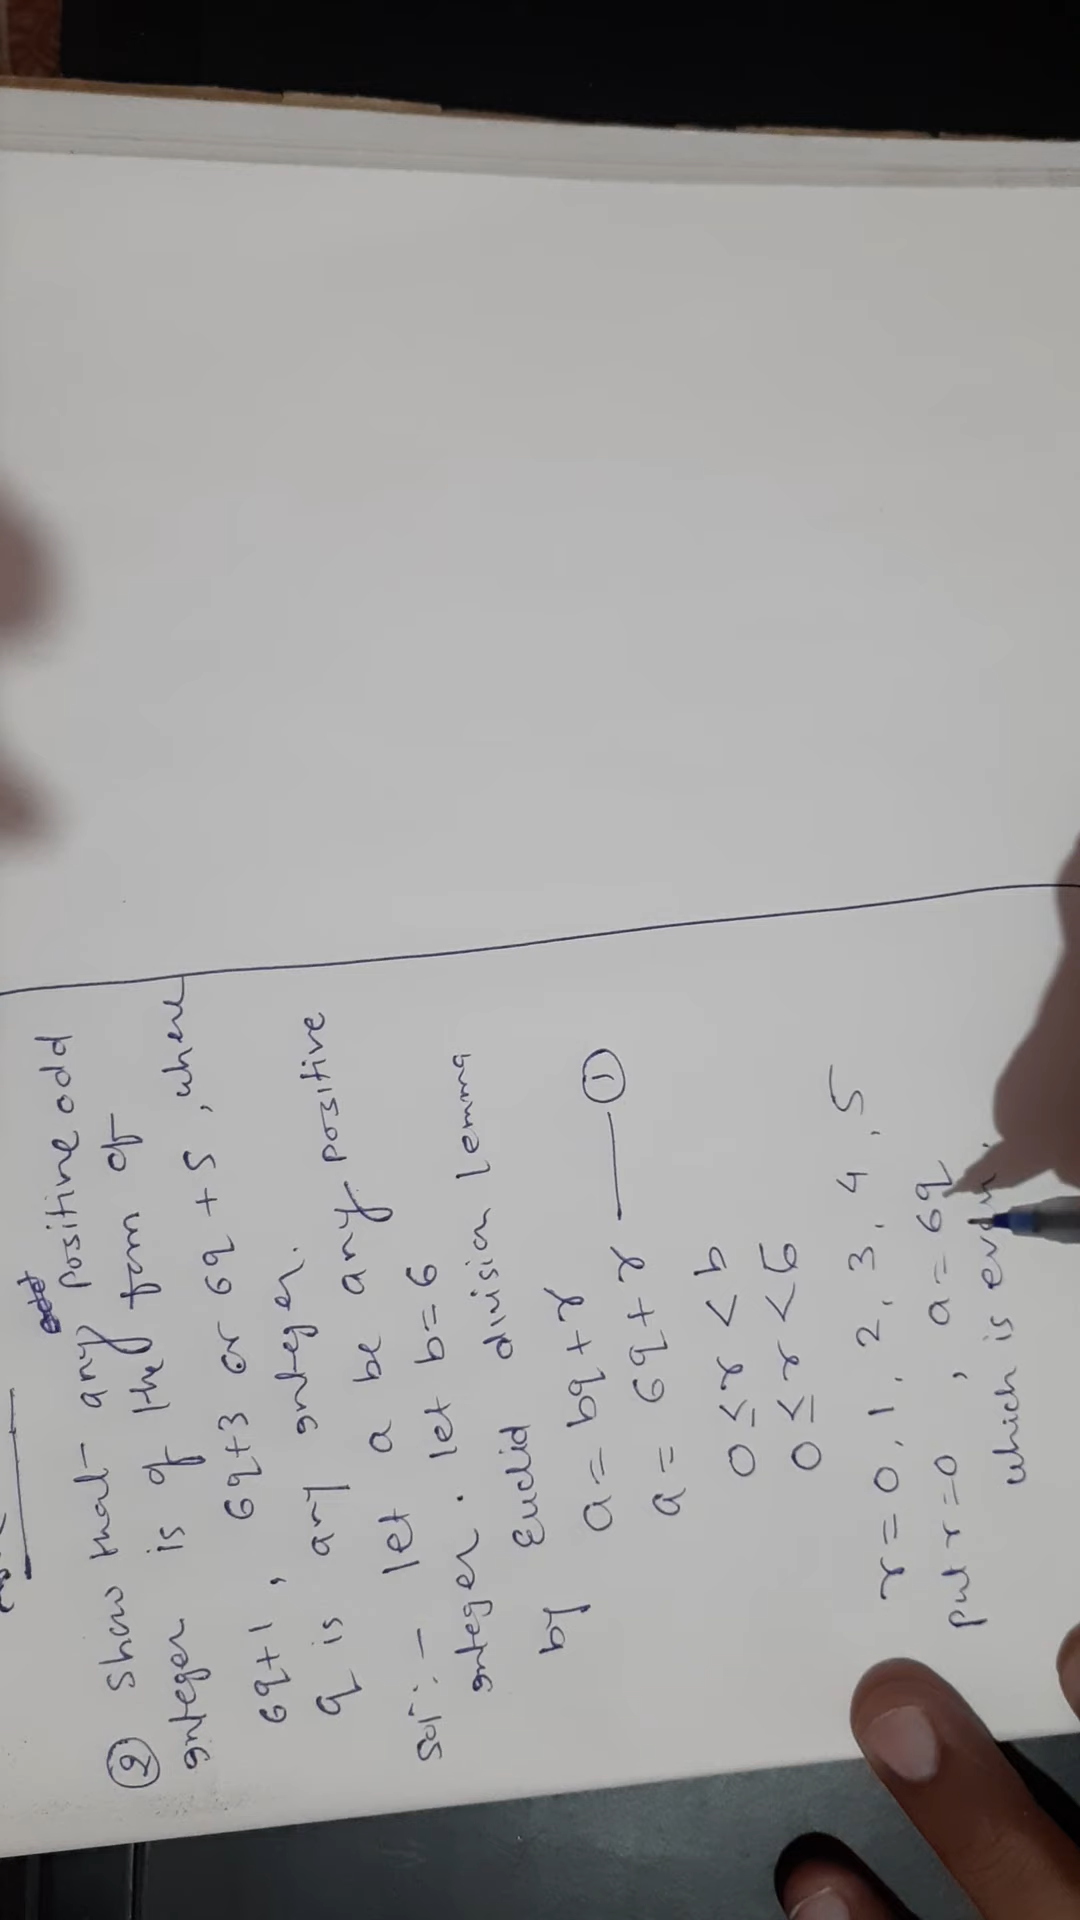 ② Show that any positive odd
integer is of the form of
6q+1, 6q+3 or 6q+5, where
q is any integer.
Sol:- let a be any positive
integer. let b=6
by Euclid division lemma
a = bq+r
a = 6q+r —— ①
0 ≤ r < b
0 ≤ r < 6
r = 0, 1, 2, 3, 4, 5
put r=0, a = 6q
which is even.